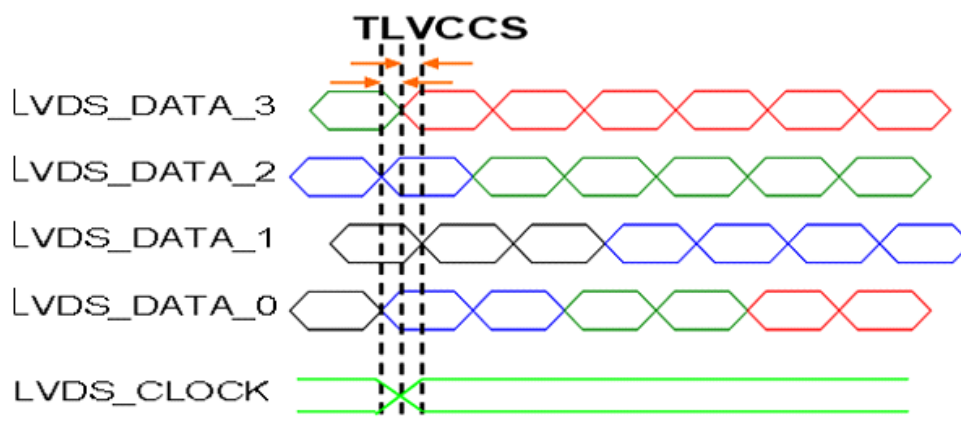 TLVCCS
LVDS_DATA_3
LVDS_DATA_2
LVDS_DATA_1
LVDS_DATA_0
LVDS_CLOCK